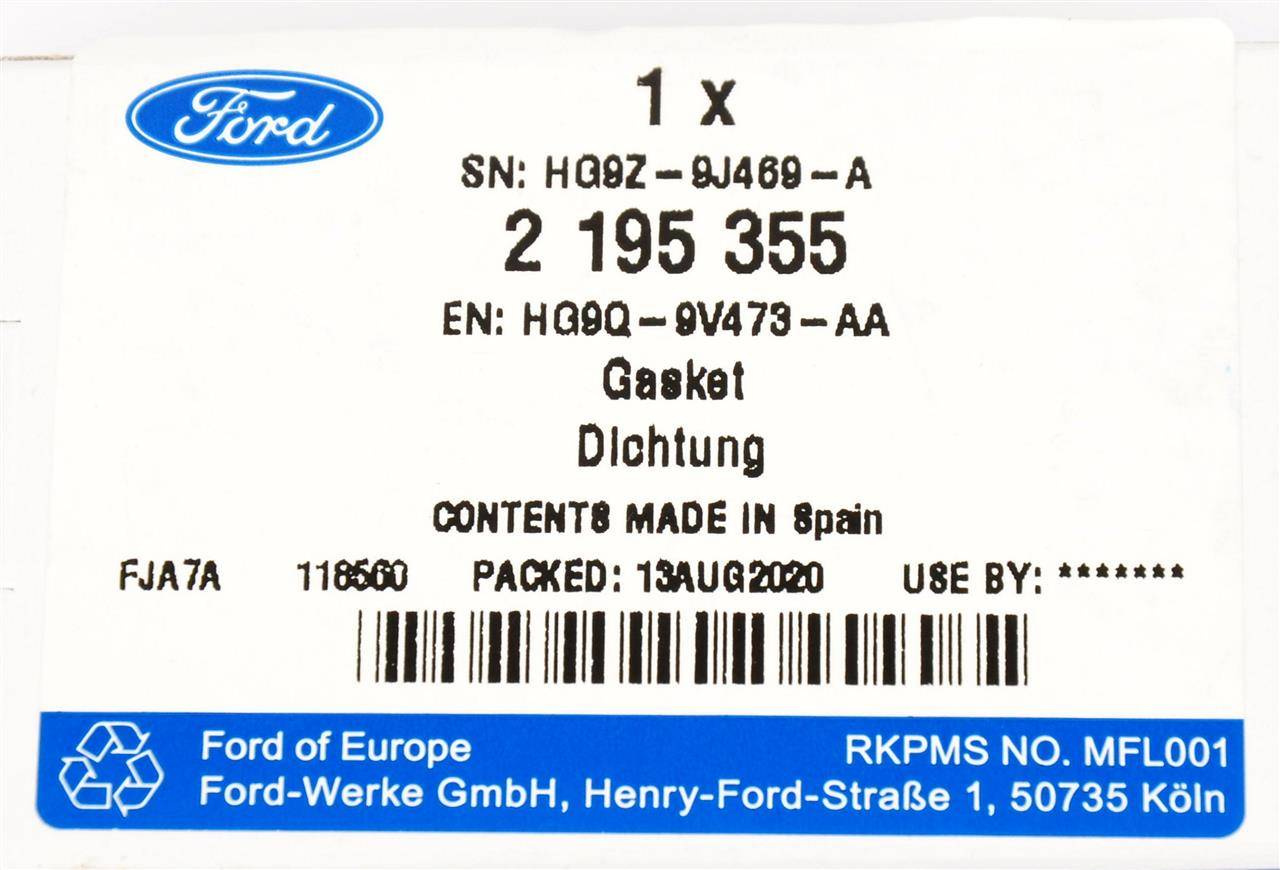 Ford
1 x
SN: HG9Z-9J469-A
2 195 355
EN: HG9Q-9V473-AA
Gasket
Dichtung
CONTENTS MADE IN Spain
FJA7A 118560 PACKED: 13AUG2020 USE BY: *******
Ford of Europe RKPMS NO. MFL001
Ford-Werke GmbH, Henry-Ford-Straße 1, 50735 Köln